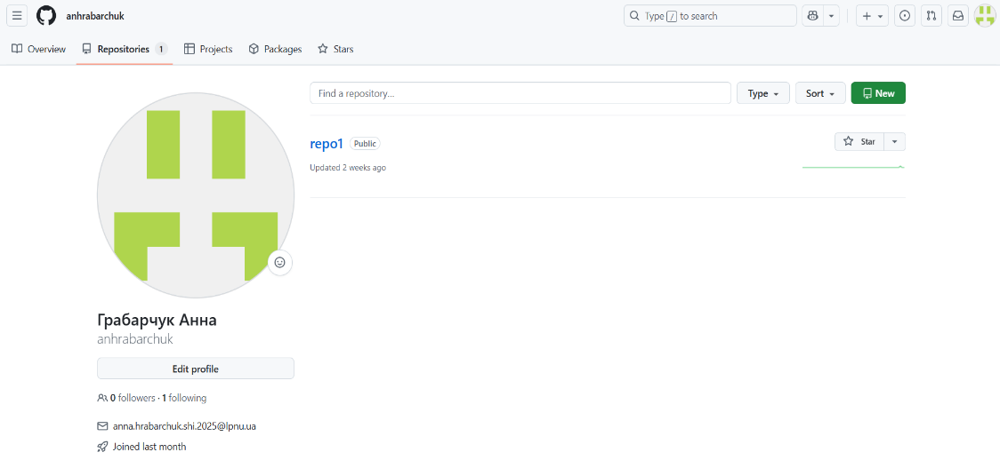 anhrabarchuk
Type / to search
Overview
Repositories 1
Projects
Packages
Stars
Find a repository...
Type
Sort
New
repo1 Public
Star
Updated 2 weeks ago
Грабарчук Анна
anhrabarchuk
Edit profile
0 followers · 1 following
anna.hrabarchuk.shi.2025@lpnu.ua
Joined last month